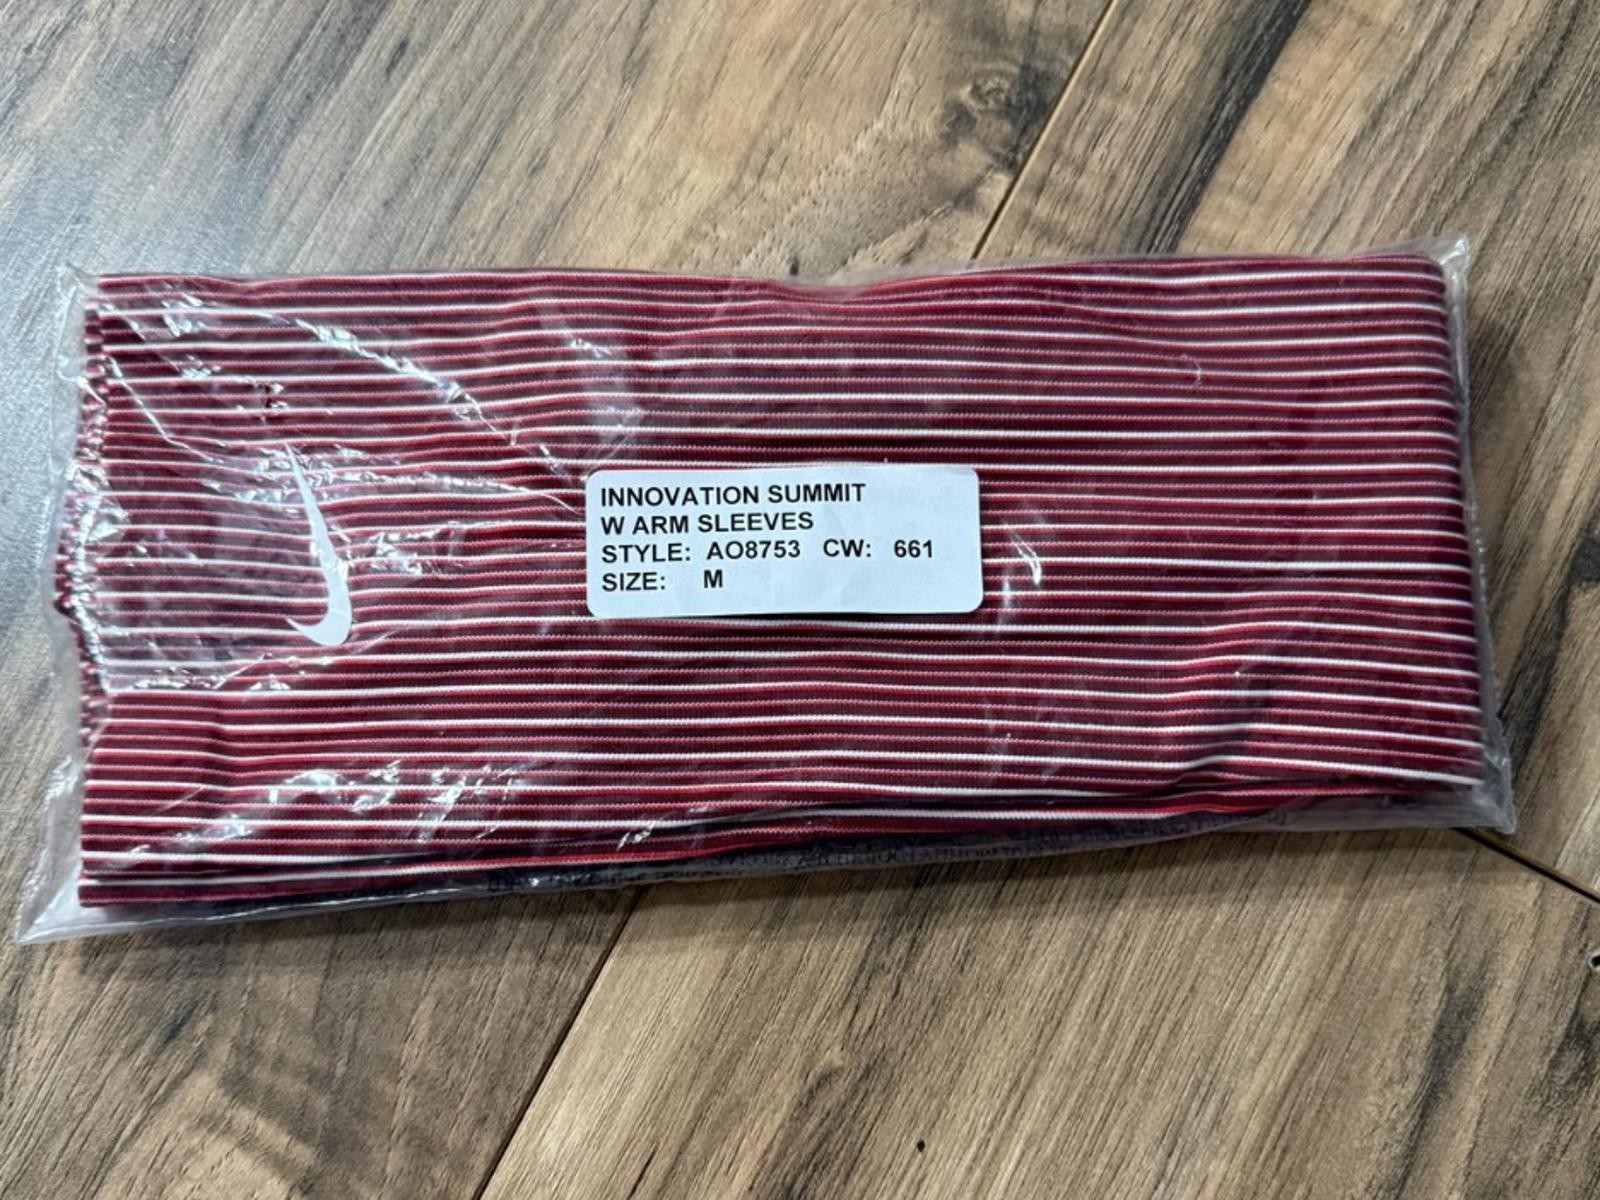 INNOVATION SUMMIT
W ARM SLEEVES
STYLE: AO8753 CW: 661
SIZE: M